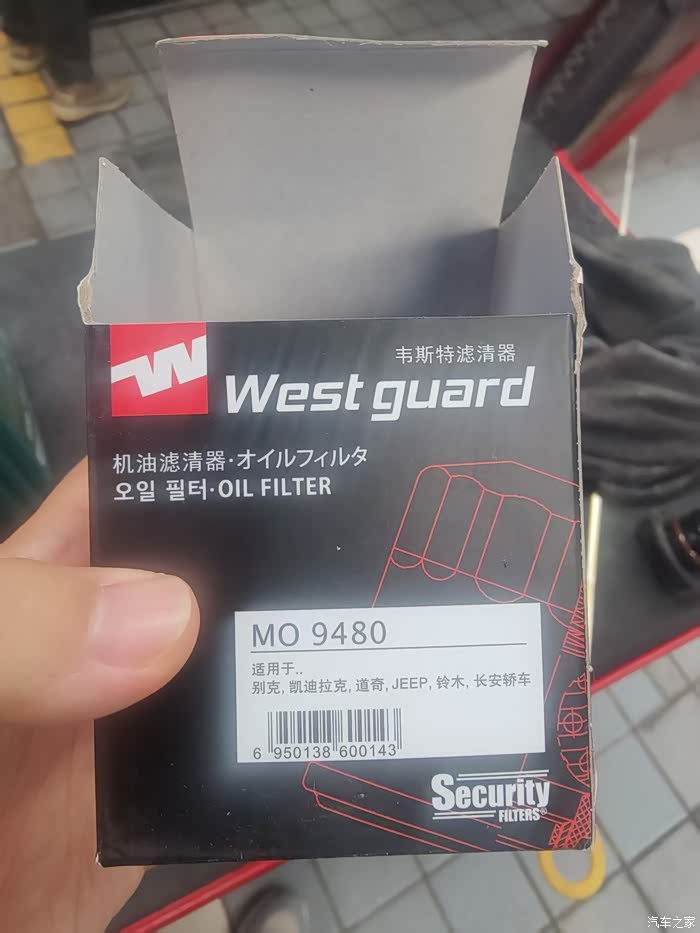 韦斯特滤清器
West guard
机油滤清器·オイルフィルタ
오일 필터·OIL FILTER
MO 9480
适用于..
别克, 凯迪拉克, 道奇, JEEP, 铃木, 长安轿车
6 950138 600143
Security
FILTERS®
汽车之家